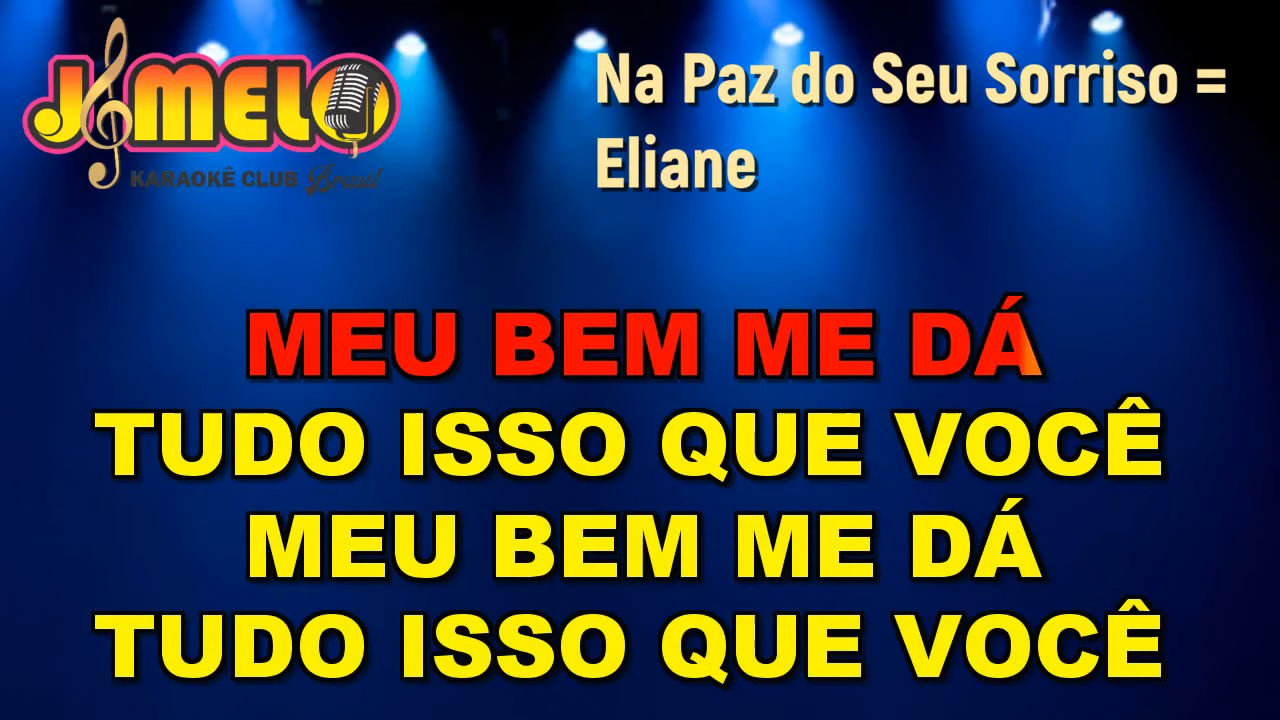 JMELO
KARAOKÊ CLUB Brasil
Na Paz do Seu Sorriso =
Eliane
MEU BEM ME DÁ
TUDO ISSO QUE VOCÊ
MEU BEM ME DÁ
TUDO ISSO QUE VOCÊ